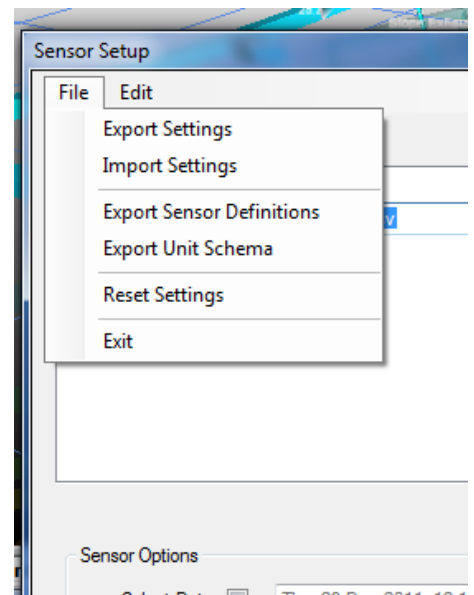 Sensor Setup
File Edit
Export Settings
Import Settings
Export Sensor Definitions
v
Export Unit Schema
Reset Settings
Exit
Sensor Options